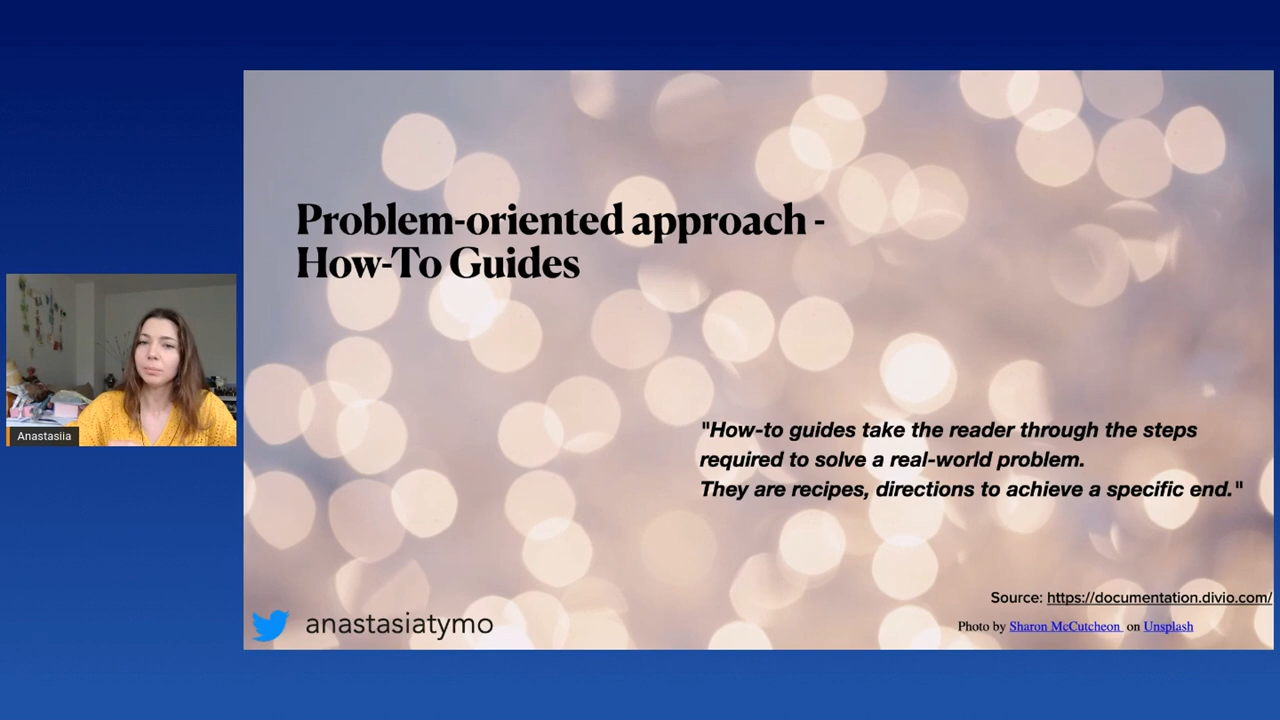 Problem-oriented approach -
How-To Guides
"How-to guides take the reader through the steps
required to solve a real-world problem.
They are recipes, directions to achieve a specific end."
Anastasiia
Source: https://documentation.divio.com/
Photo by Sharon McCutcheon on Unsplash
anastasiatymo